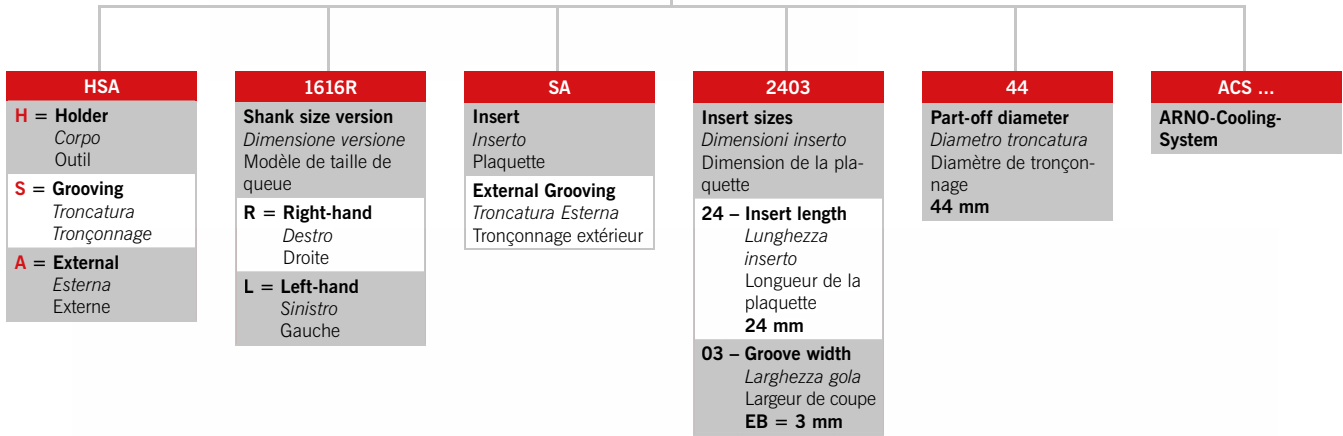 HSA
H = Holder
Corpo
Outil
S = Grooving
Troncatura
Tronçonnage
A = External
Esterna
Externe
1616R
Shank size version
Dimensione versione
Modèle de taille de
queue
R = Right-hand
Destro
Droite
L = Left-hand
Sinistro
Gauche
SA
Insert
Inserto
Plaquette
External Grooving
Troncatura Esterna
Tronçonnage extérieur
2403
Insert sizes
Dimensioni inserto
Dimension de la pla-
quette
24 – Insert length
Lunghezza
inserto
Longueur de la
plaquette
24 mm
03 – Groove width
Larghezza gola
Largeur de coupe
EB = 3 mm
44
Part-off diameter
Diametro troncatura
Diamètre de tronçon-
nage
44 mm
ACS ...
ARNO-Cooling-
System